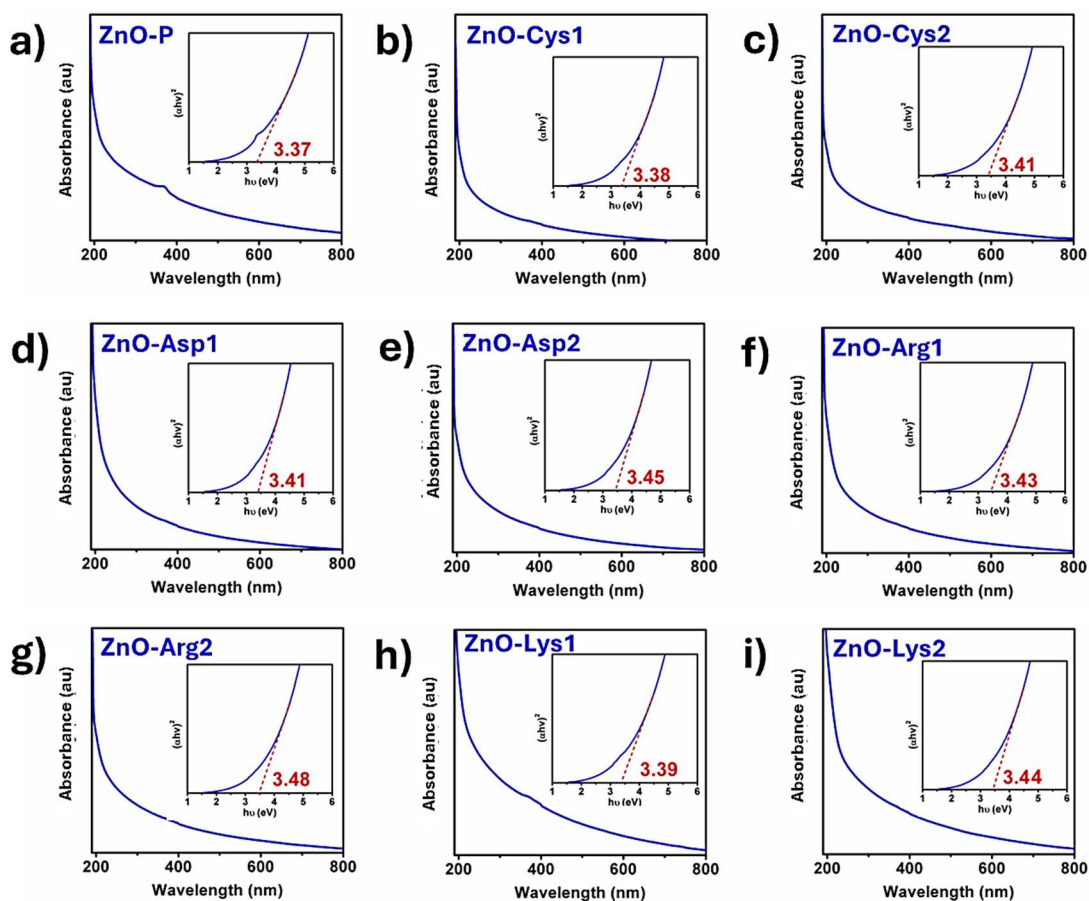 a)
ZnO-P
Absorbance (au)
(αhν)²
3.37
1 2 3 4 5 6
hυ (eV)
200 400 600 800
Wavelength (nm)
b)
ZnO-Cys1
Absorbance (au)
(αhν)²
3.38
1 2 3 4 5 6
hυ (eV)
200 400 600 800
Wavelength (nm)
c)
ZnO-Cys2
Absorbance (au)
(αhν)²
3.41
1 2 3 4 5 6
hυ (eV)
200 400 600 800
Wavelength (nm)
d)
ZnO-Asp1
Absorbance (au)
(αhν)²
3.41
1 2 3 4 5 6
hυ (eV)
200 400 600 800
Wavelength (nm)
e)
ZnO-Asp2
Absorbance (au)
(αhν)²
3.45
1 2 3 4 5 6
hυ (eV)
200 400 600 800
Wavelength (nm)
f)
ZnO-Arg1
Absorbance (au)
(αhν)²
3.43
1 2 3 4 5 6
hυ (eV)
200 400 600 800
Wavelength (nm)
g)
ZnO-Arg2
Absorbance (au)
(αhν)²
3.48
1 2 3 4 5 6
hυ (eV)
200 400 600 800
Wavelength (nm)
h)
ZnO-Lys1
Absorbance (au)
(αhν)²
3.39
1 2 3 4 5 6
hυ (eV)
200 400 600 800
Wavelength (nm)
i)
ZnO-Lys2
Absorbance (au)
(αhν)²
3.44
1 2 3 4 5 6
hυ (eV)
200 400 600 800
Wavelength (nm)